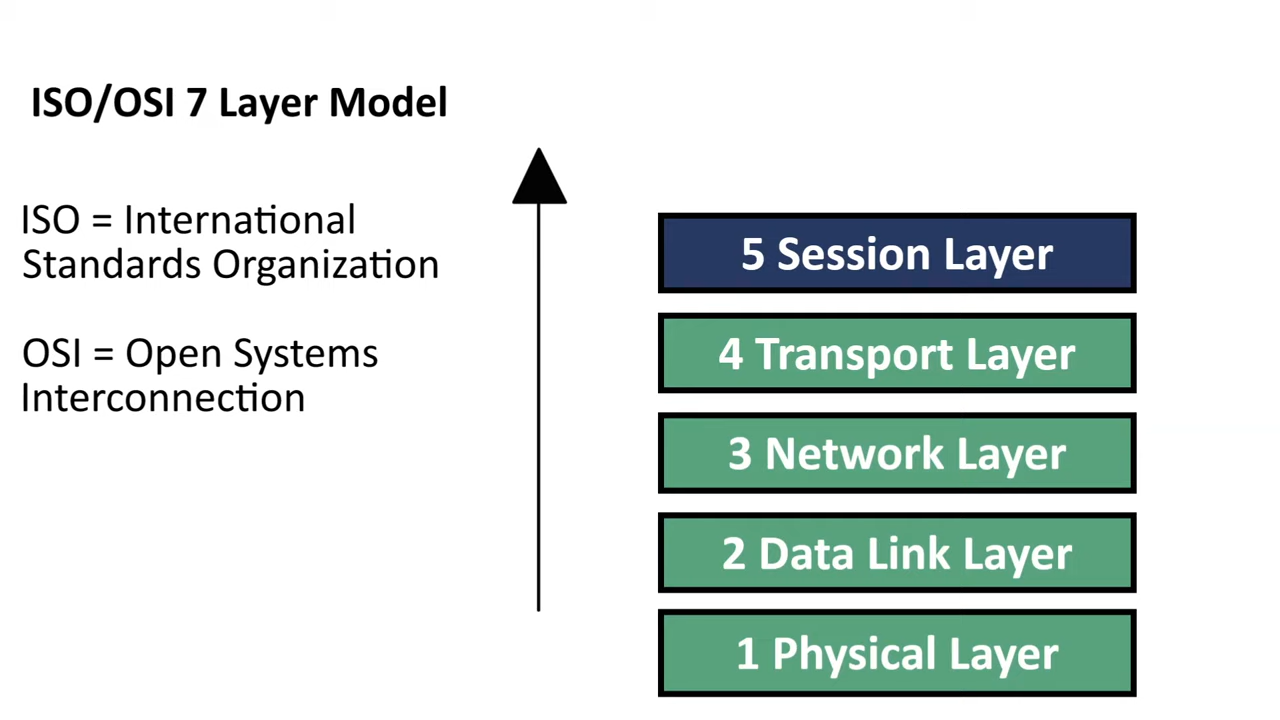 ISO/OSI 7 Layer Model
ISO = International
Standards Organization
OSI = Open Systems
Interconnection
5 Session Layer
4 Transport Layer
3 Network Layer
2 Data Link Layer
1 Physical Layer